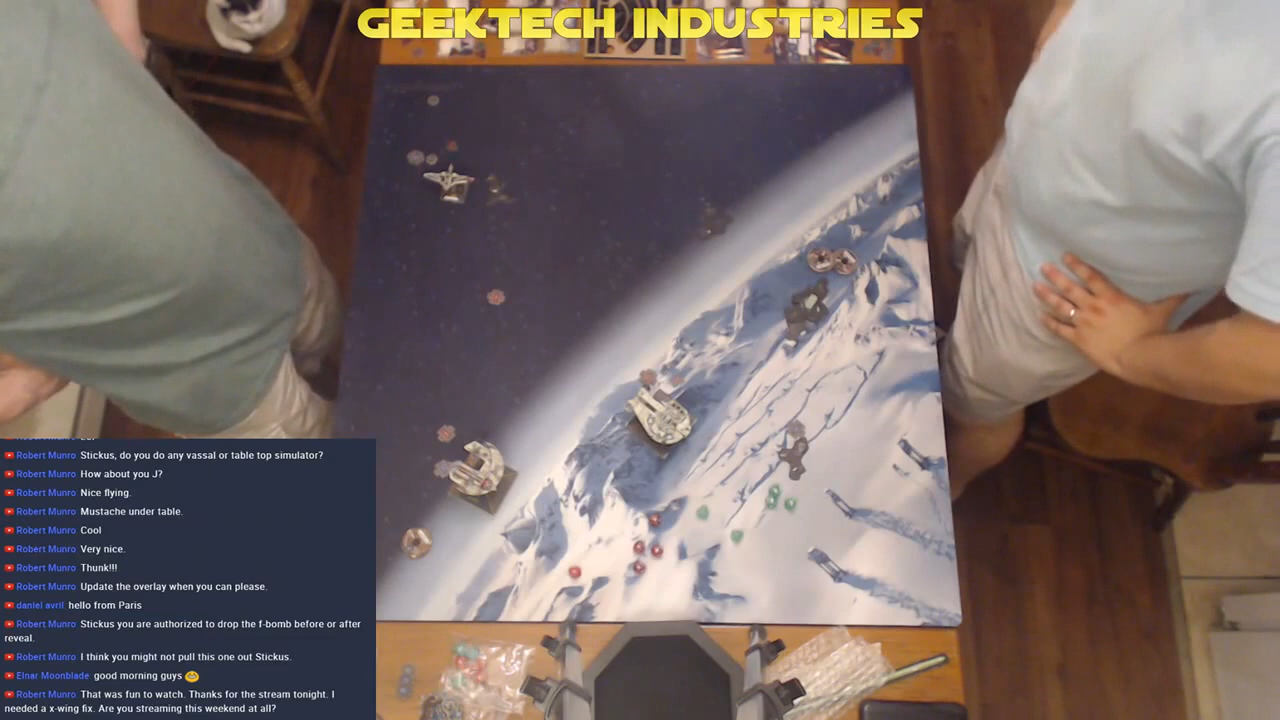 GEEKTECH INDUSTRIES
Robert Munro Stickus, do you do any vassal or table top simulator?
Robert Munro How about you J?
Robert Munro Nice flying.
Robert Munro Mustache under table.
Robert Munro Cool
Robert Munro Very nice.
Robert Munro Thunk!!!
Robert Munro Update the overlay when you can please.
daniel avril hello from Paris
Robert Munro Stickus you are authorized to drop the f-bomb before or after
reveal.
Robert Munro I think you might not pull this one out Stickus.
Elnar Moonblade good morning guys
Robert Munro That was fun to watch. Thanks for the stream tonight. I
needed a x-wing fix. Are you streaming this weekend at all?